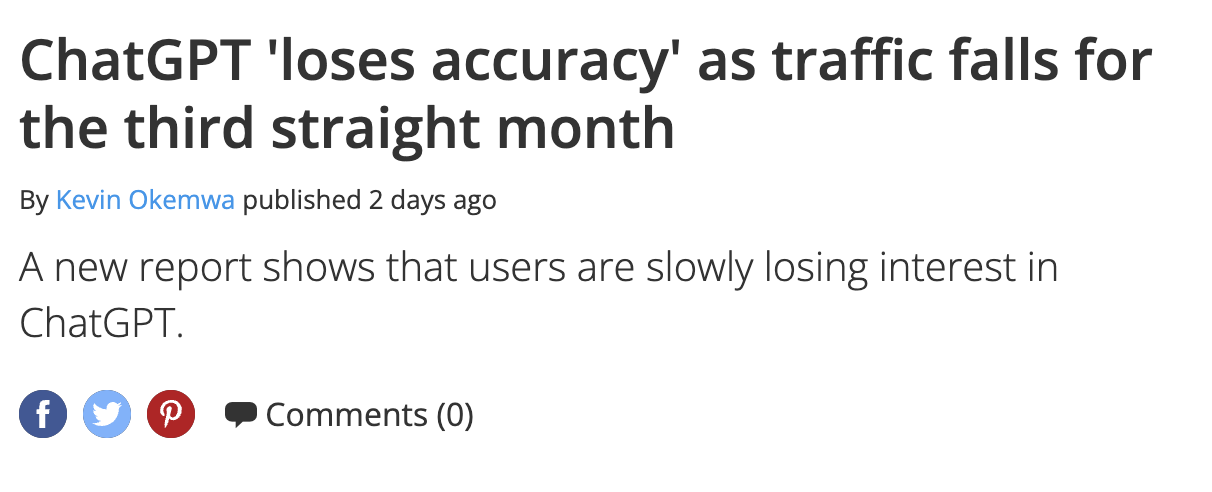 ChatGPT 'loses accuracy' as traffic falls for
the third straight month
By Kevin Okemwa published 2 days ago
A new report shows that users are slowly losing interest in
ChatGPT.
Comments (0)